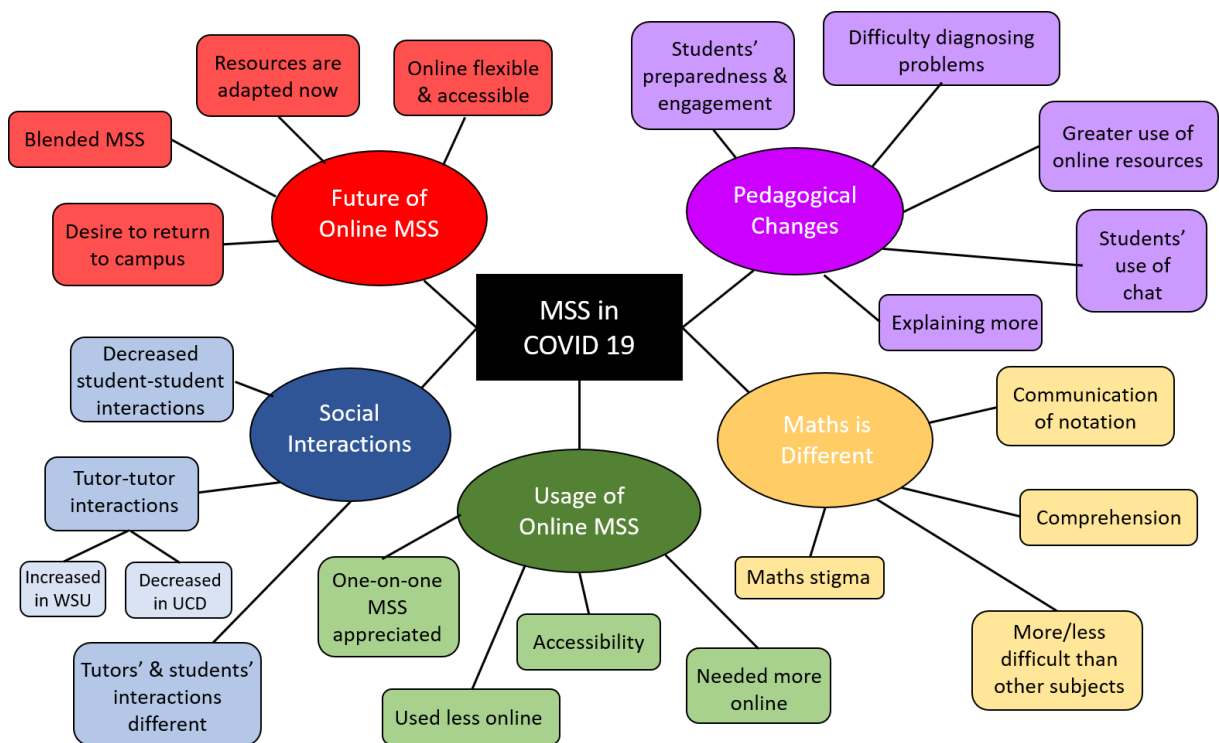 MSS in
COVID 19
Future of
Online MSS
Resources are
adapted now
Online flexible
& accessible
Blended MSS
Desire to return
to campus
Pedagogical
Changes
Students'
preparedness &
engagement
Difficulty diagnosing
problems
Greater use of
online resources
Students'
use of
chat
Explaining more
Social
Interactions
Decreased
student-student
interactions
Tutor-tutor
interactions
Increased
in WSU
Decreased
in UCD
Tutors' & students'
interactions
different
Usage of
Online MSS
One-on-one
MSS
appreciated
Used less online
Accessibility
Needed more
online
Maths is
Different
Communication
of notation
Comprehension
Maths stigma
More/less
difficult than
other subjects